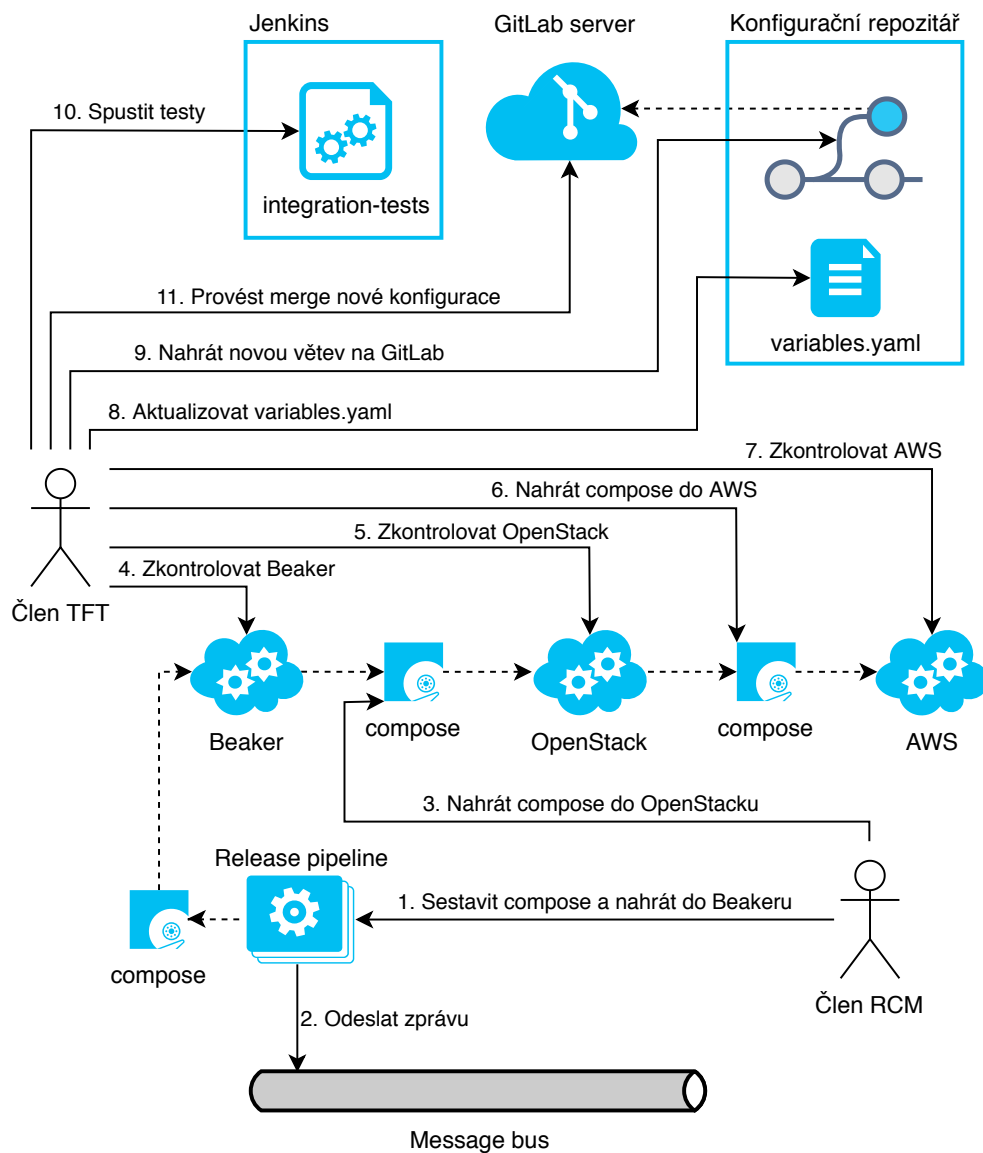 Jenkins
GitLab server
Konfigurační repozitář
10. Spustit testy
integration-tests
11. Provést merge nové konfigurace
9. Nahrát novou větev na GitLab
variables.yaml
8. Aktualizovat variables.yaml
7. Zkontrolovat AWS
6. Nahrát compose do AWS
5. Zkontrolovat OpenStack
4. Zkontrolovat Beaker
Člen TFT
Beaker
compose
OpenStack
compose
AWS
3. Nahrát compose do OpenStacku
Release pipeline
1. Sestavit compose a nahrát do Beakeru
compose
Člen RCM
2. Odeslat zprávu
Message bus